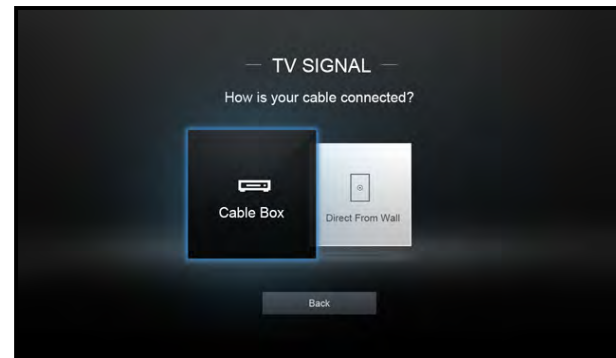 TV SIGNAL
How is your cable connected?
Cable Box
Direct From Wall
Back